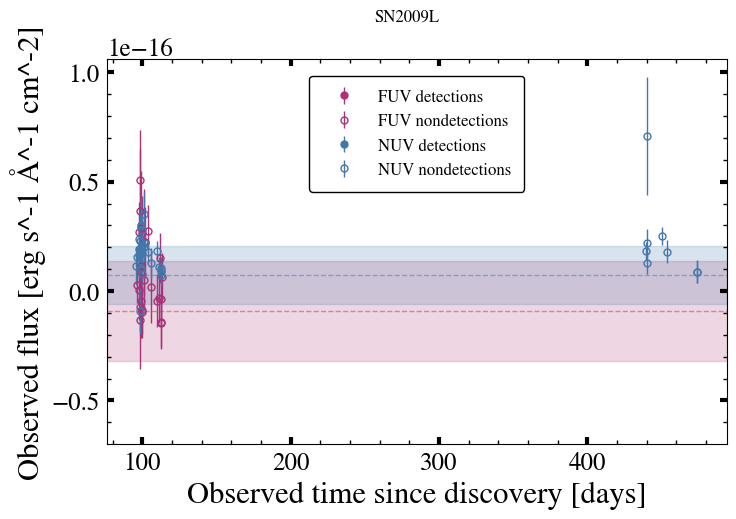 SN2009L
1e−16
1.0
0.5
0.0
−0.5
100
200
300
400
Observed flux [erg s^-1 Å^-1 cm^-2]
Observed time since discovery [days]
FUV detections
FUV nondetections
NUV detections
NUV nondetections